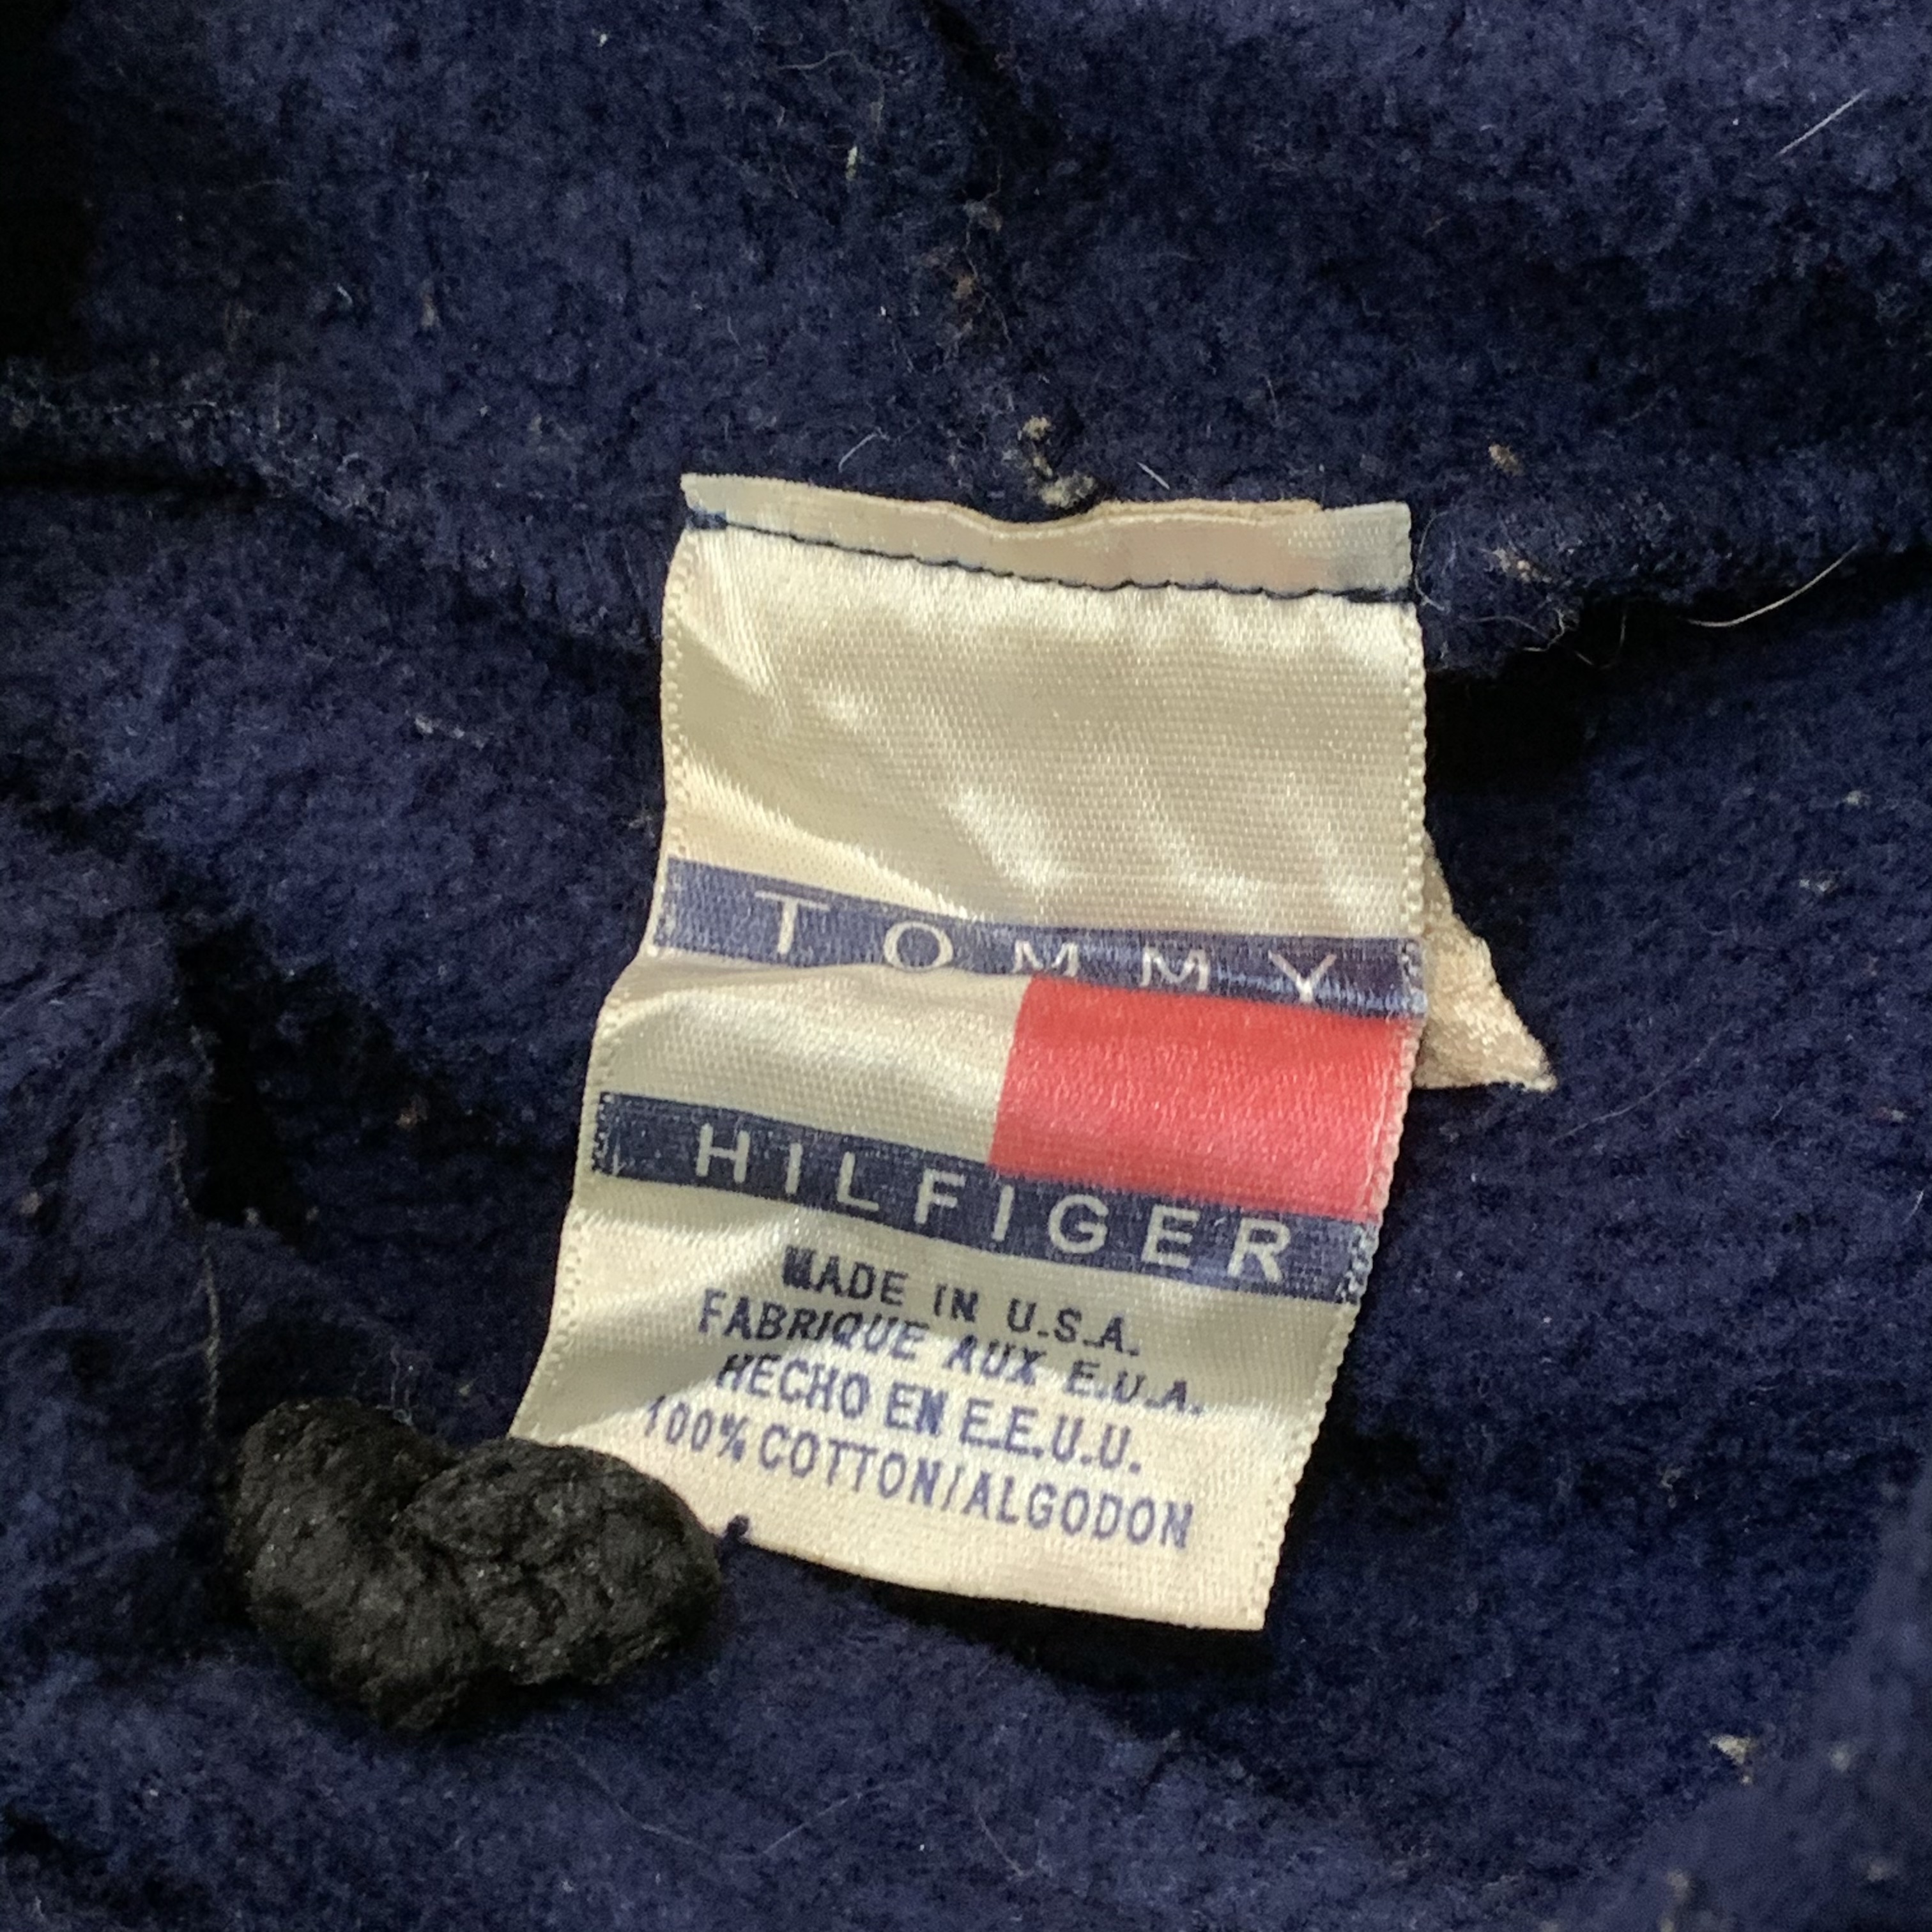 TOMMY
HILFIGER
MADE IN U.S.A.
FABRIQUE AUX E.U.A.
HECHO EN E.E.U.U.
100% COTTON/ALGODON